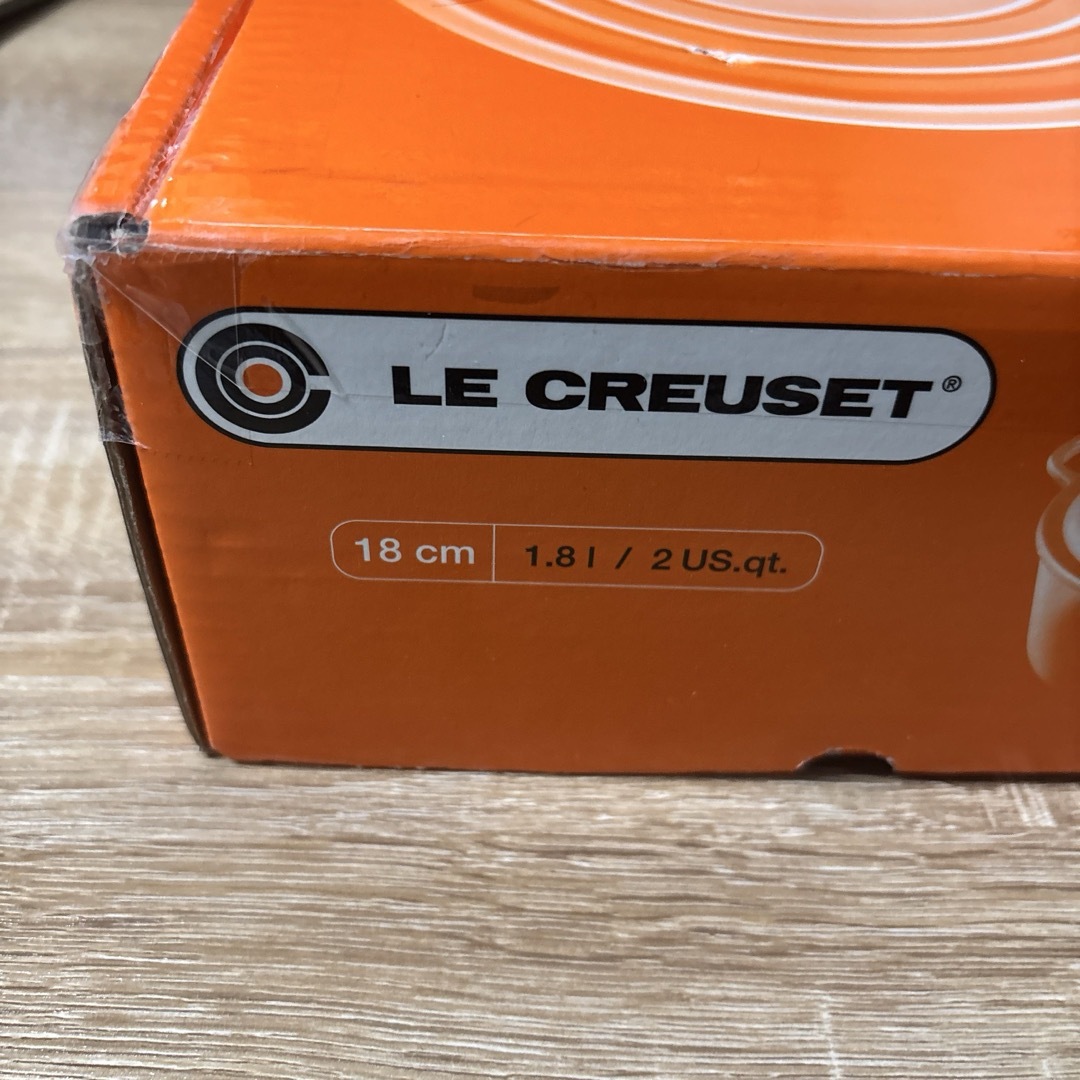 LE CREUSET®
18 cm 1.8 l / 2 US.qt.